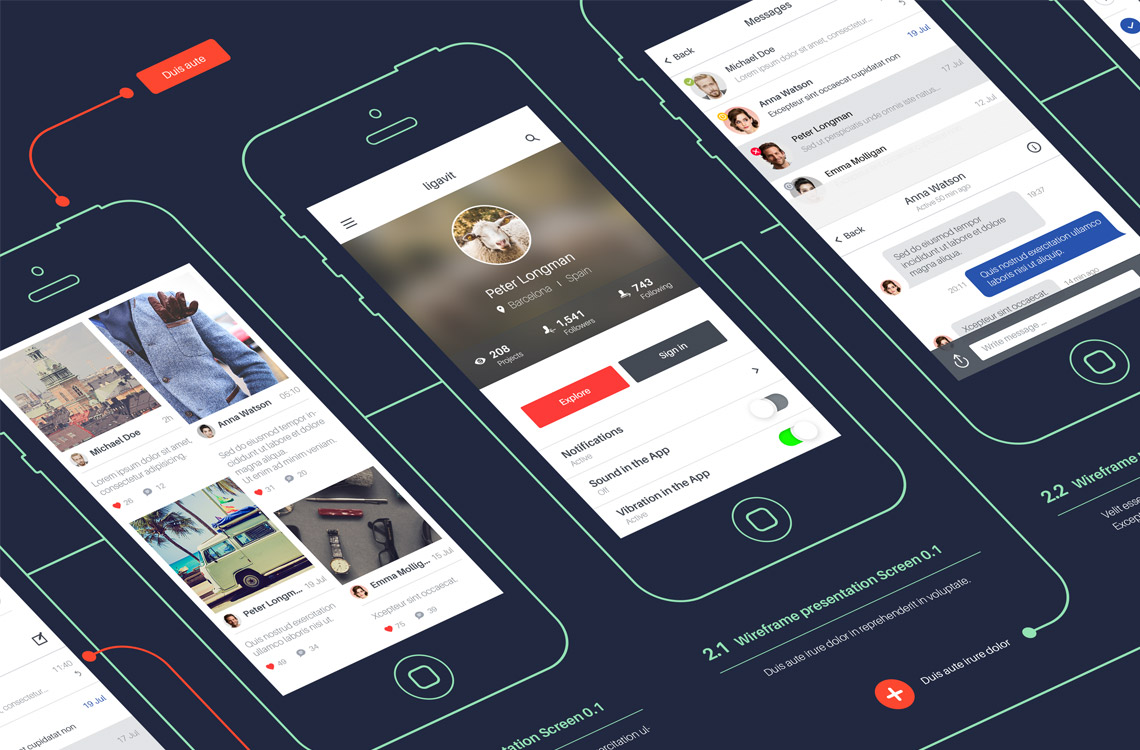 Duis aute
Michael Doe
2h
Lorem ipsum dolor sit amet,
consectetur adipisicing.
26
12
Anna Watson
05:10
Sed do eiusmod tempor in-
cididunt ut labore et dolore
magna aliqua.
Ut enim ad minim veniam,
31
20
Peter Longm...
19 Jul
Quis nostrud exercitation
ullamco laboris nisi ut.
49
34
Emma Mollig...
15 Jul
Xcepteur sint occaecat.
75
39
11:40
consectetur...
19 Jul
cupidatat non
17 Jul
ligavit
Peter Longman
Barcelona | Spain
208
Projects
1,541
Followers
743
Following
Explore
Sign in
Notifications
Active
Sound in the App
Off
Vibration in the App
Active
Messages
Back
Michael Doe
Lorem ipsum dolor sit amet, consectetur...
19 Jul
Anna Watson
Excepteur sint occaecat cupidatat non
17 Jul
Peter Longman
Sed ut perspiciatis unde omnis iste natus...
12 Jul
Emma Molligan
Back
Anna Watson
Active 50 min ago
Sed do eiusmod tempor
incididunt ut labore et dolore
magna aliqua.
19:37
20:11
Quis nostrud exercitation ullamco
laboris nisi ut aliquip.
Xcepteur sint occaecat.
14 min ago
Write message ...
2.1 Wireframe presentation Screen 0.1
Duis aute irure dolor in reprehenderit in voluptate.
Duis aute irure dolor
2.2 Wireframe
Velit esse
Except
Screen 0.1